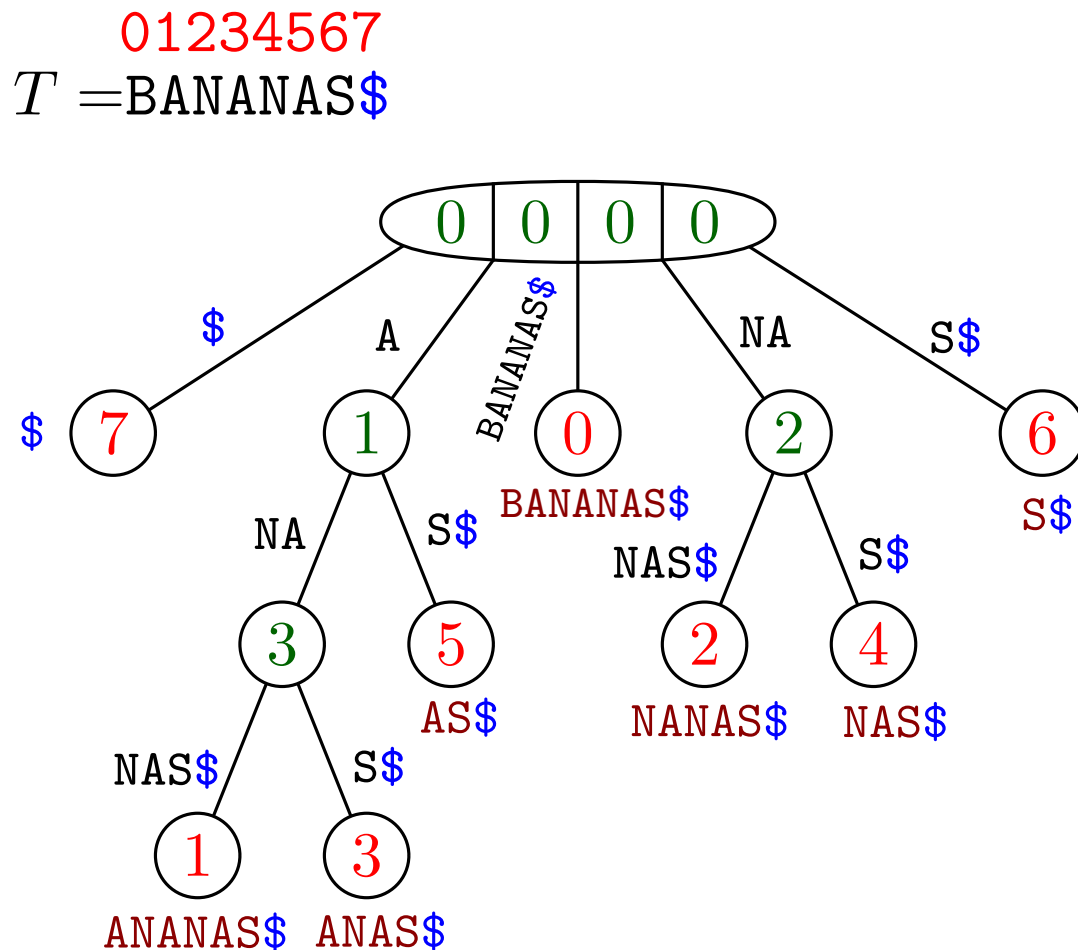 01234567
T =BANANAS$
0 0 0 0
$ A BANANAS$ NA S$
$ 7 1 0 2 6
BANANAS$ S$
NA S$ NAS$ S$
3 5 2 4
AS$ NANAS$ NAS$
NAS$ S$
1 3
ANANAS$ ANAS$